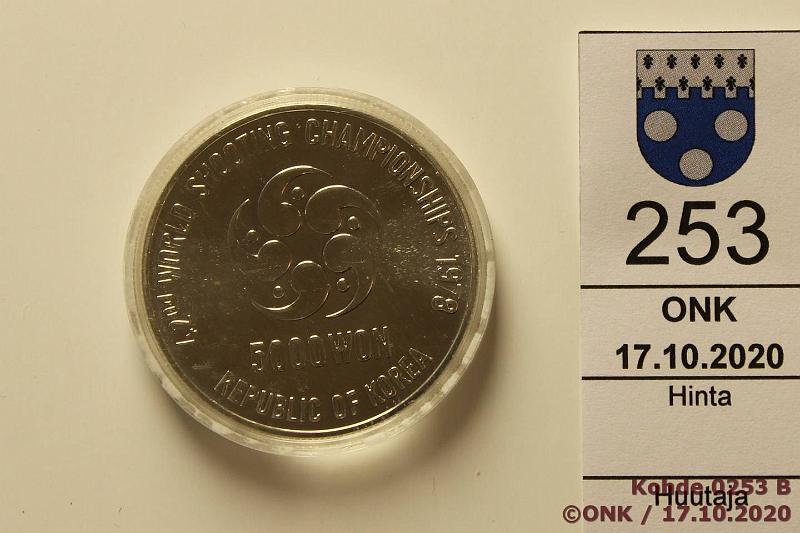 42nd WORLD SHOOTING CHAMPIONSHIPS 1978
5000 WON
REPUBLIC OF KOREA
253
ONK
17.10.2020
Hinta
Huutaja
Kohde 0253 B
©ONK / 17.10.2020